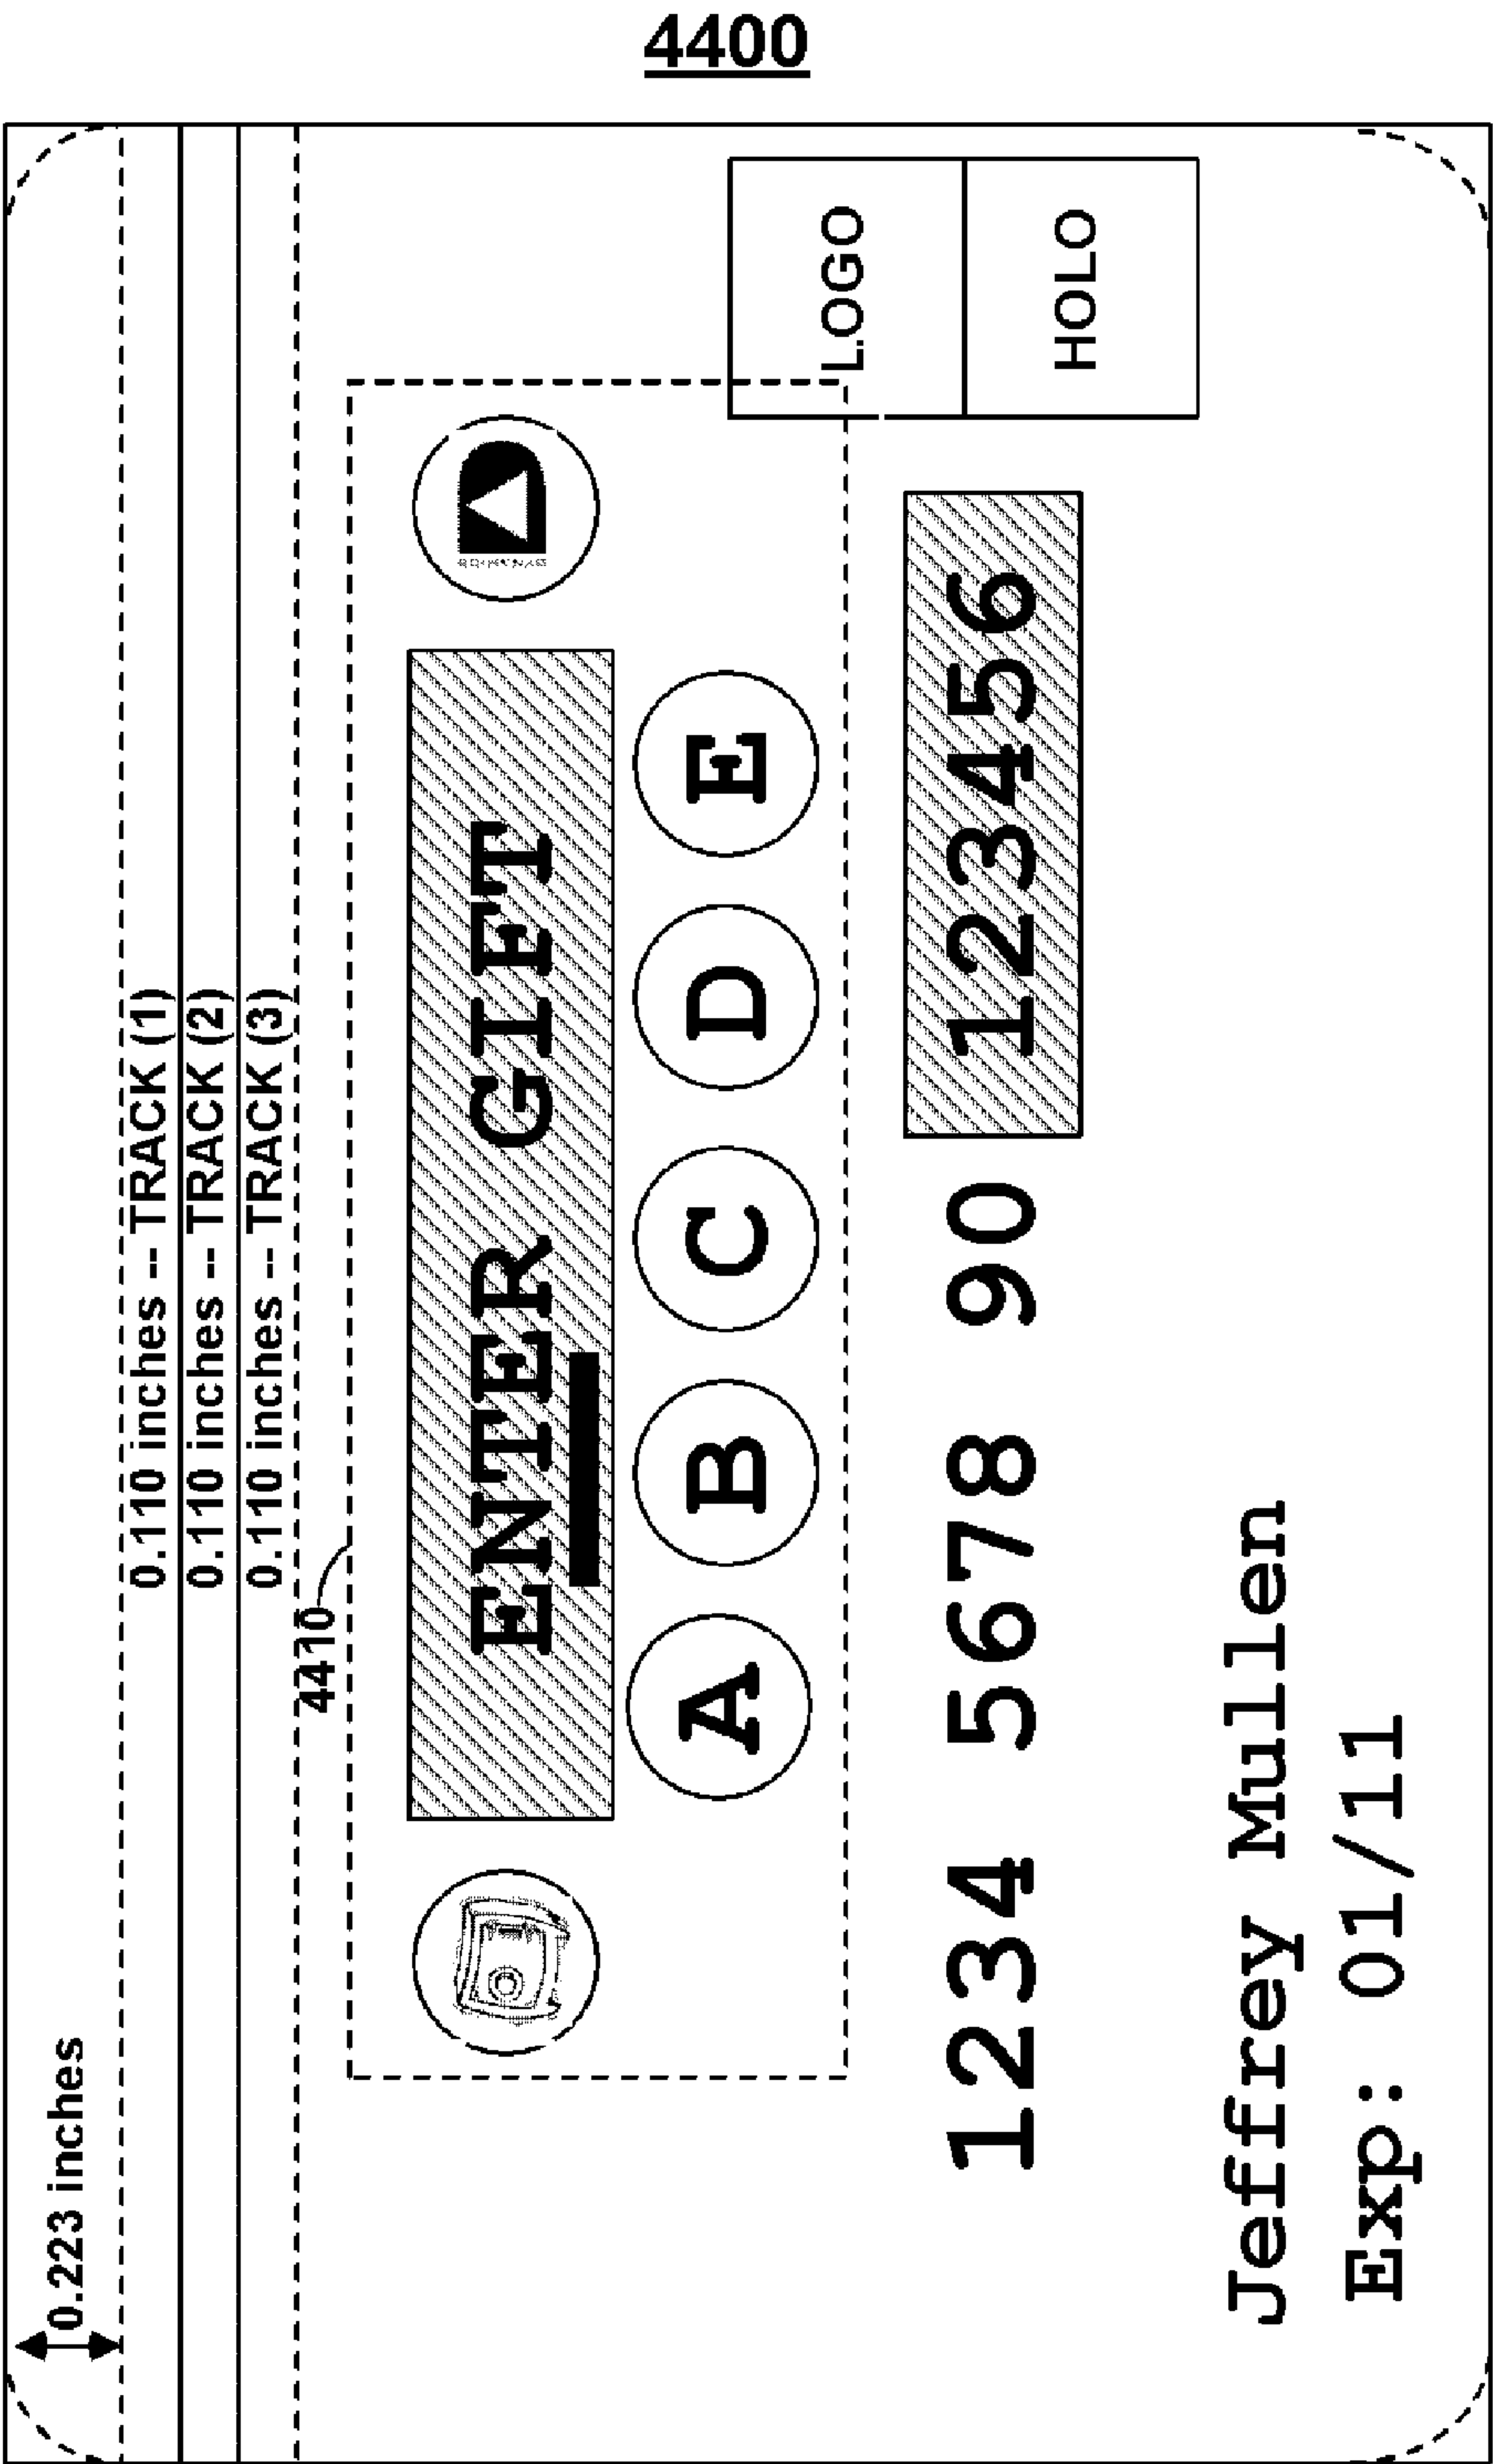 4400
0.223 inches
0.110 inches -- TRACK (1)
0.110 inches -- TRACK (2)
0.110 inches -- TRACK (3)
4410
ENTER GIFT
A B C D E
LOGO
HOLO
1234 5678 90 123456
Jeffrey Mullen
Exp: 01/11